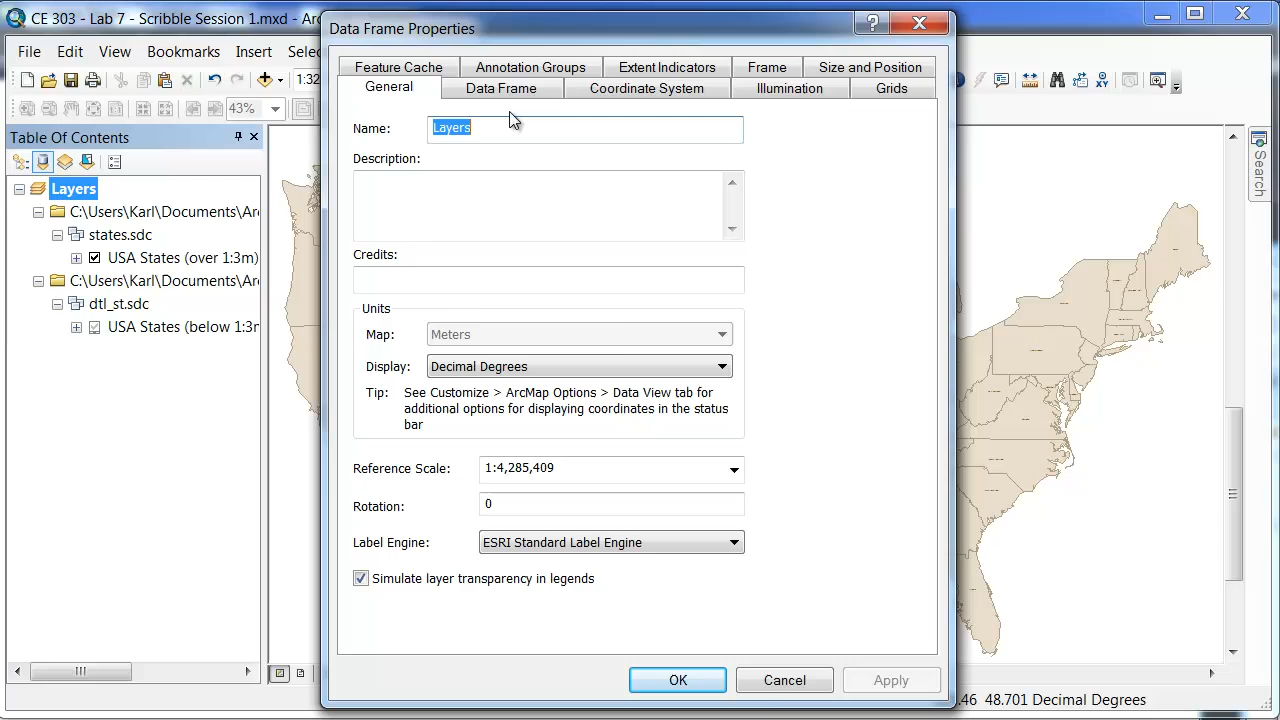 CE 303 - Lab 7 - Scribble Session 1.mxd - Ar
Data Frame Properties
File Edit View Bookmarks Insert Selec
1:32
43%
Table Of Contents
Layers
C:\Users\Karl\Documents\Ar
states.sdc
USA States (over 1:3m)
C:\Users\Karl\Documents\Ar
dtl_st.sdc
USA States (below 1:3m
Feature Cache Annotation Groups Extent Indicators Frame Size and Position
General Data Frame Coordinate System Illumination Grids
Name: Layers
Description:
Credits:
Units
Map: Meters
Display: Decimal Degrees
Tip: See Customize > ArcMap Options > Data View tab for
additional options for displaying coordinates in the status
bar
Reference Scale: 1:4,285,409
Rotation: 0
Label Engine: ESRI Standard Label Engine
Simulate layer transparency in legends
OK Cancel Apply
Search
.46 48.701 Decimal Degrees